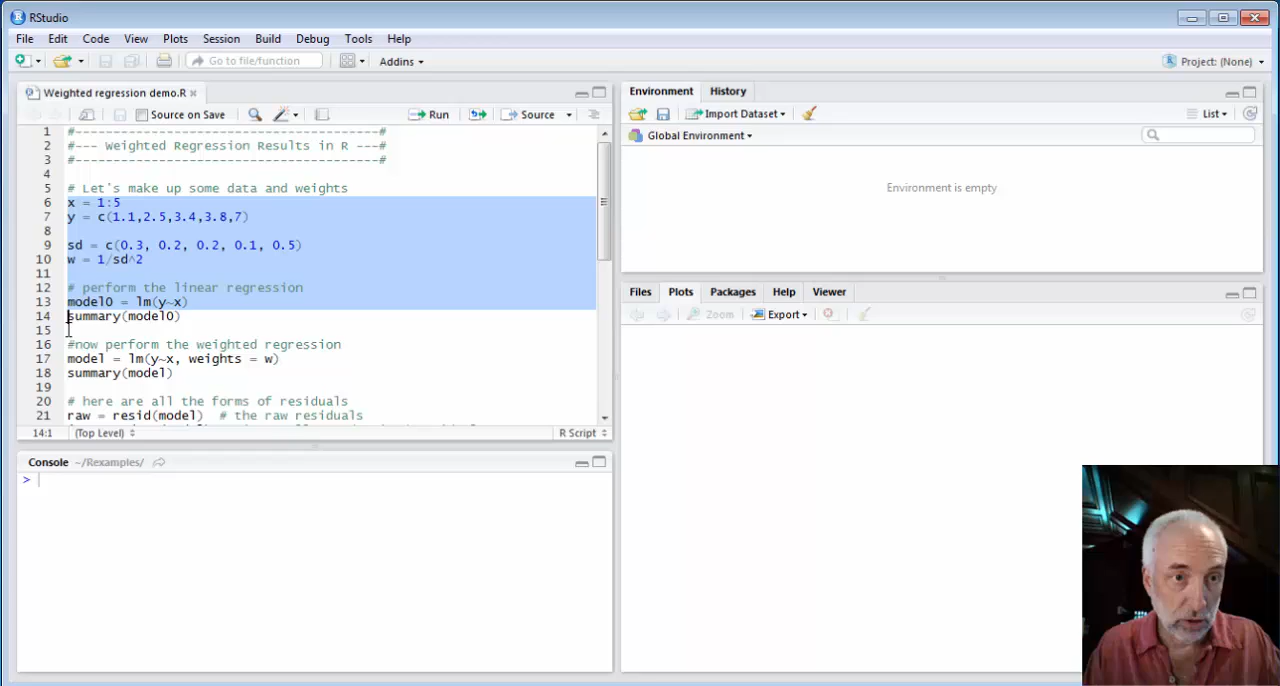 RStudio
File Edit Code View Plots Session Build Debug Tools Help
Go to file/function Addins Project: (None)
Weighted regression demo.R
Source on Save Run Source
1 #----------------------------------#
2 #--- Weighted Regression Results in R ---#
3 #----------------------------------#
4
5 # Let's make up some data and weights
6 x = 1:5
7 y = c(1.1,2.5,3.4,3.8,7)
8
9 sd = c(0.3, 0.2, 0.2, 0.1, 0.5)
10 w = 1/sd^2
11
12 # perform the linear regression
13 model0 = lm(y~x)
14 summary(model0)
15
16 #now perform the weighted regression
17 model = lm(y~x, weights = w)
18 summary(model)
19
20 # here are all the forms of residuals
21 raw = resid(model) # the raw residuals
14:1 (Top Level) R Script
Console ~/Rexamples/
>
Environment History
Import Dataset List
Global Environment
Environment is empty
Files Plots Packages Help Viewer
Zoom Export